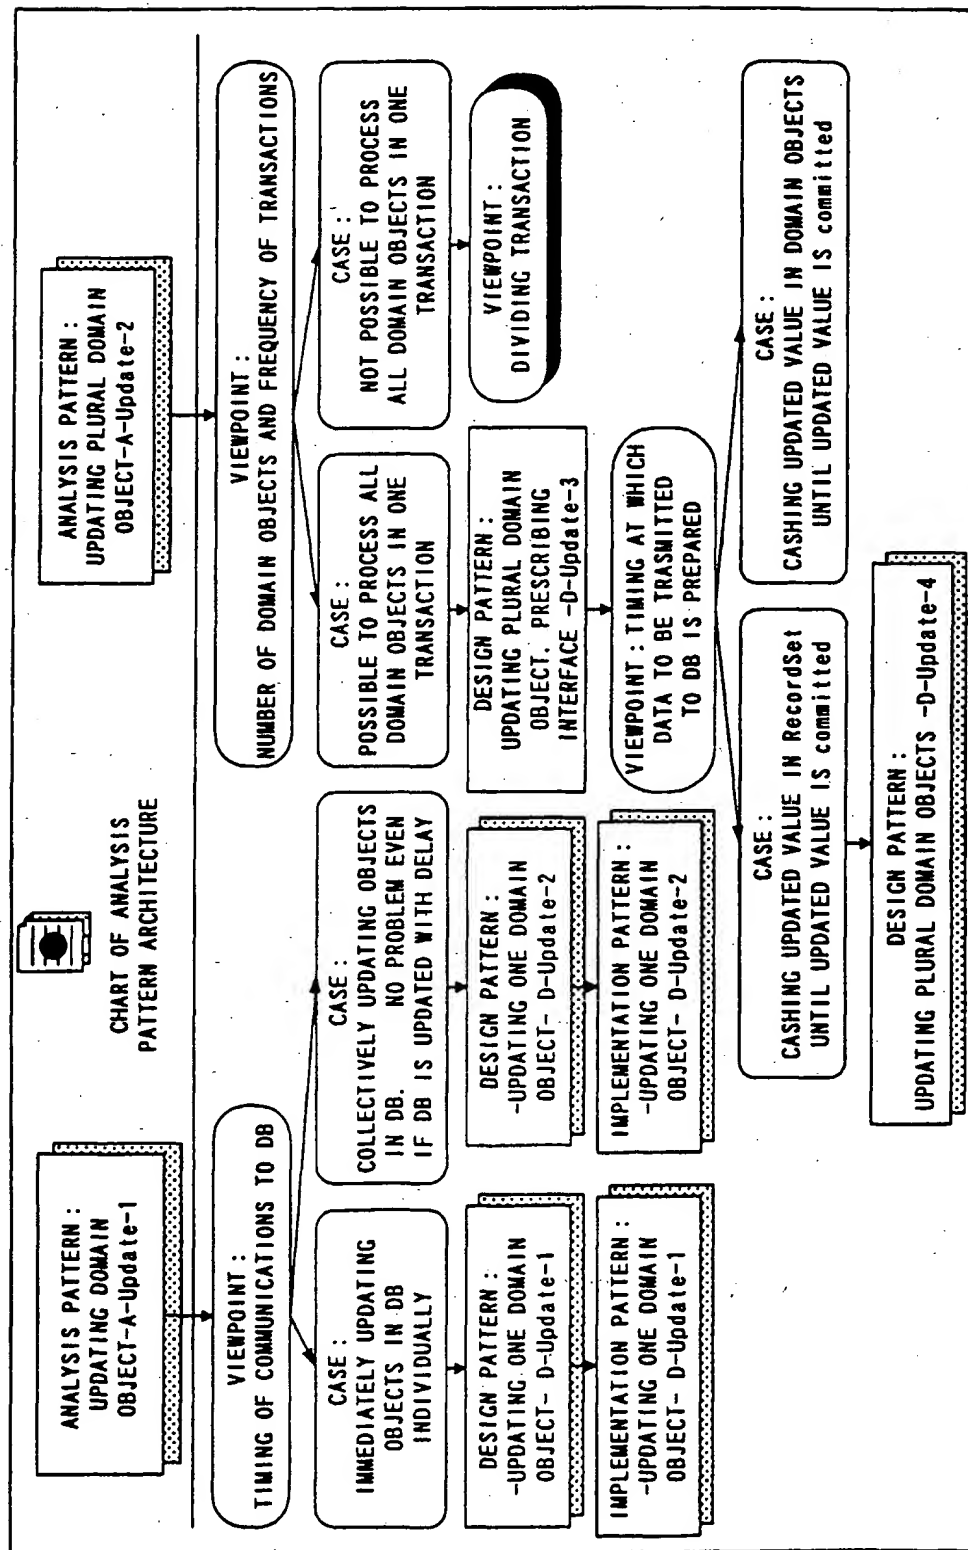 CHART OF ANALYSIS
PATTERN ARCHITECTURE
ANALYSIS PATTERN:
UPDATING DOMAIN
OBJECT-A-Update-1
VIEWPOINT:
TIMING OF COMMUNICATIONS TO DB
CASE:
IMMEDIATELY UPDATING
OBJECTS IN DB
INDIVIDUALLY
DESIGN PATTERN:
-UPDATING ONE DOMAIN
OBJECT- D-Update-1
IMPLEMENTATION PATTERN:
-UPDATING ONE DOMAIN
OBJECT- D-Update-1
CASE:
COLLECTIVELY UPDATING OBJECTS
IN DB. NO PROBLEM EVEN
IF DB IS UPDATED WITH DELAY
DESIGN PATTERN:
-UPDATING ONE DOMAIN
OBJECT- D-Update-2
IMPLEMENTATION PATTERN:
-UPDATING ONE DOMAIN
OBJECT- D-Update-2
ANALYSIS PATTERN:
UPDATING PLURAL DOMAIN
OBJECT-A-Update-2
VIEWPOINT:
NUMBER OF DOMAIN OBJECTS AND FREQUENCY OF TRANSACTIONS
CASE:
POSSIBLE TO PROCESS ALL
DOMAIN OBJECTS IN ONE
TRANSACTION
DESIGN PATTERN:
UPDATING PLURAL DOMAIN
OBJECT. PRESCRIBING
INTERFACE -D-Update-3
VIEWPOINT:TIMING AT WHICH
DATA TO BE TRASMITTED
TO DB IS PREPARED
CASE:
CASHING UPDATED VALUE IN RecordSet
UNTIL UPDATED VALUE IS committed
DESIGN PATTERN:
UPDATING PLURAL DOMAIN OBJECTS -D-Update-4
CASE:
CASHING UPDATED VALUE IN DOMAIN OBJECTS
UNTIL UPDATED VALUE IS committed
CASE:
NOT POSSIBLE TO PROCESS
ALL DOMAIN OBJECTS IN ONE
TRANSACTION
VIEWPOINT:
DIVIDING TRANSACTION